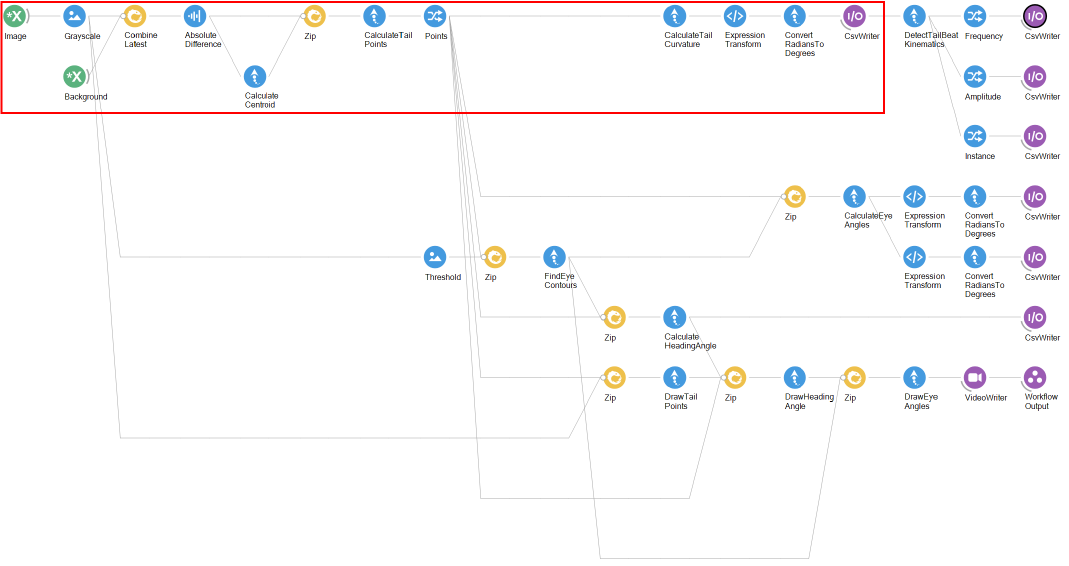 Image
Grayscale
Combine
Latest
Absolute
Difference
Zip
CalculateTail
Points
Points
CalculateTail
Curvature
Expression
Transform
Convert
RadiansTo
Degrees
CsvWriter
DetectTailBeat
Kinematics
Frequency
CsvWriter
Background
Calculate
Centroid
Amplitude
CsvWriter
Instance
CsvWriter
Zip
CalculateEye
Angles
Expression
Transform
Convert
RadiansTo
Degrees
CsvWriter
Threshold
Zip
FindEye
Contours
Expression
Transform
Convert
RadiansTo
Degrees
CsvWriter
Zip
Calculate
HeadingAngle
CsvWriter
Zip
DrawTail
Points
Zip
DrawHeading
Angle
Zip
DrawEye
Angles
VideoWriter
Workflow
Output